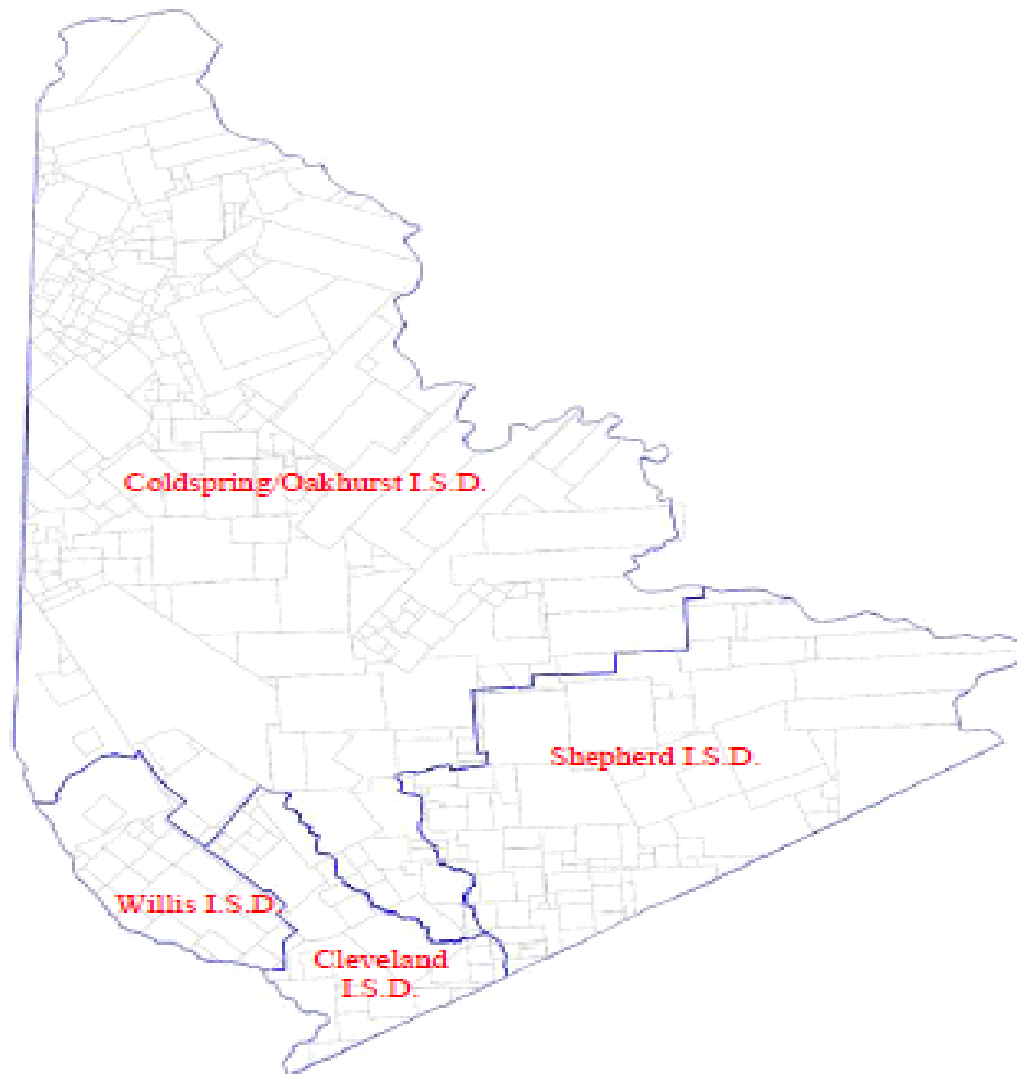 Coldspring/Oakhurst I.S.D.
Shepherd I.S.D.
Willis I.S.D.
Cleveland
I.S.D.